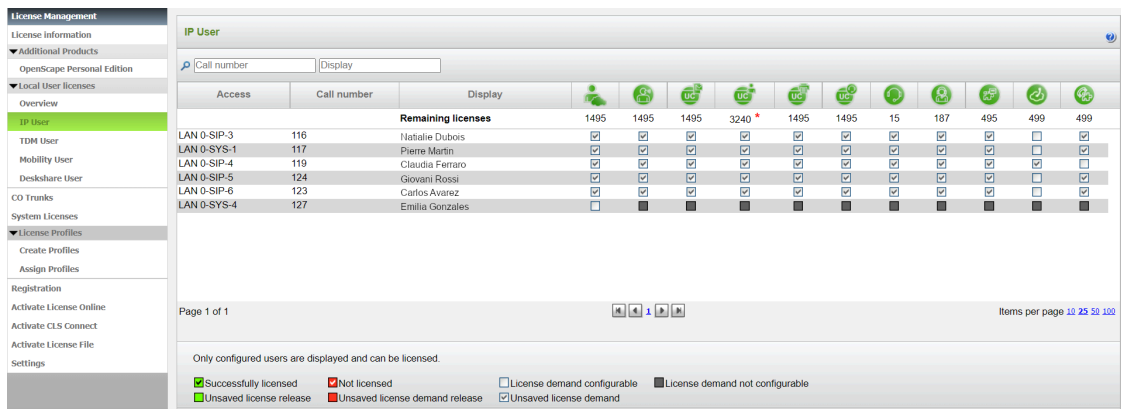 License Management
License information
Additional Products
OpenScape Personal Edition
Local User licenses
Overview
IP User
TDM User
Mobility User
Deskshare User
CO Trunks
System Licenses
License Profiles
Create Profiles
Assign Profiles
Registration
Activate License Online
Activate CLS Connect
Activate License File
Settings
IP User
Call number Display
Access Call number Display UC UC UC UC
Remaining licenses 1495 1495 1495 3240 * 1495 1495 15 187 495 499 499
LAN 0-SIP-3 116 Natalie Dubois
LAN 0-SYS-1 117 Pierre Martin
LAN 0-SIP-4 119 Claudia Ferraro
LAN 0-SIP-5 124 Giovani Rossi
LAN 0-SIP-6 123 Carlos Avarez
LAN 0-SYS-4 127 Emilia Gonzales
Page 1 of 1 1 Items per page 10 25 50 100
Only configured users are displayed and can be licensed.
Successfully licensed Not licensed License demand configurable License demand not configurable
Unsaved license release Unsaved license demand release Unsaved license demand